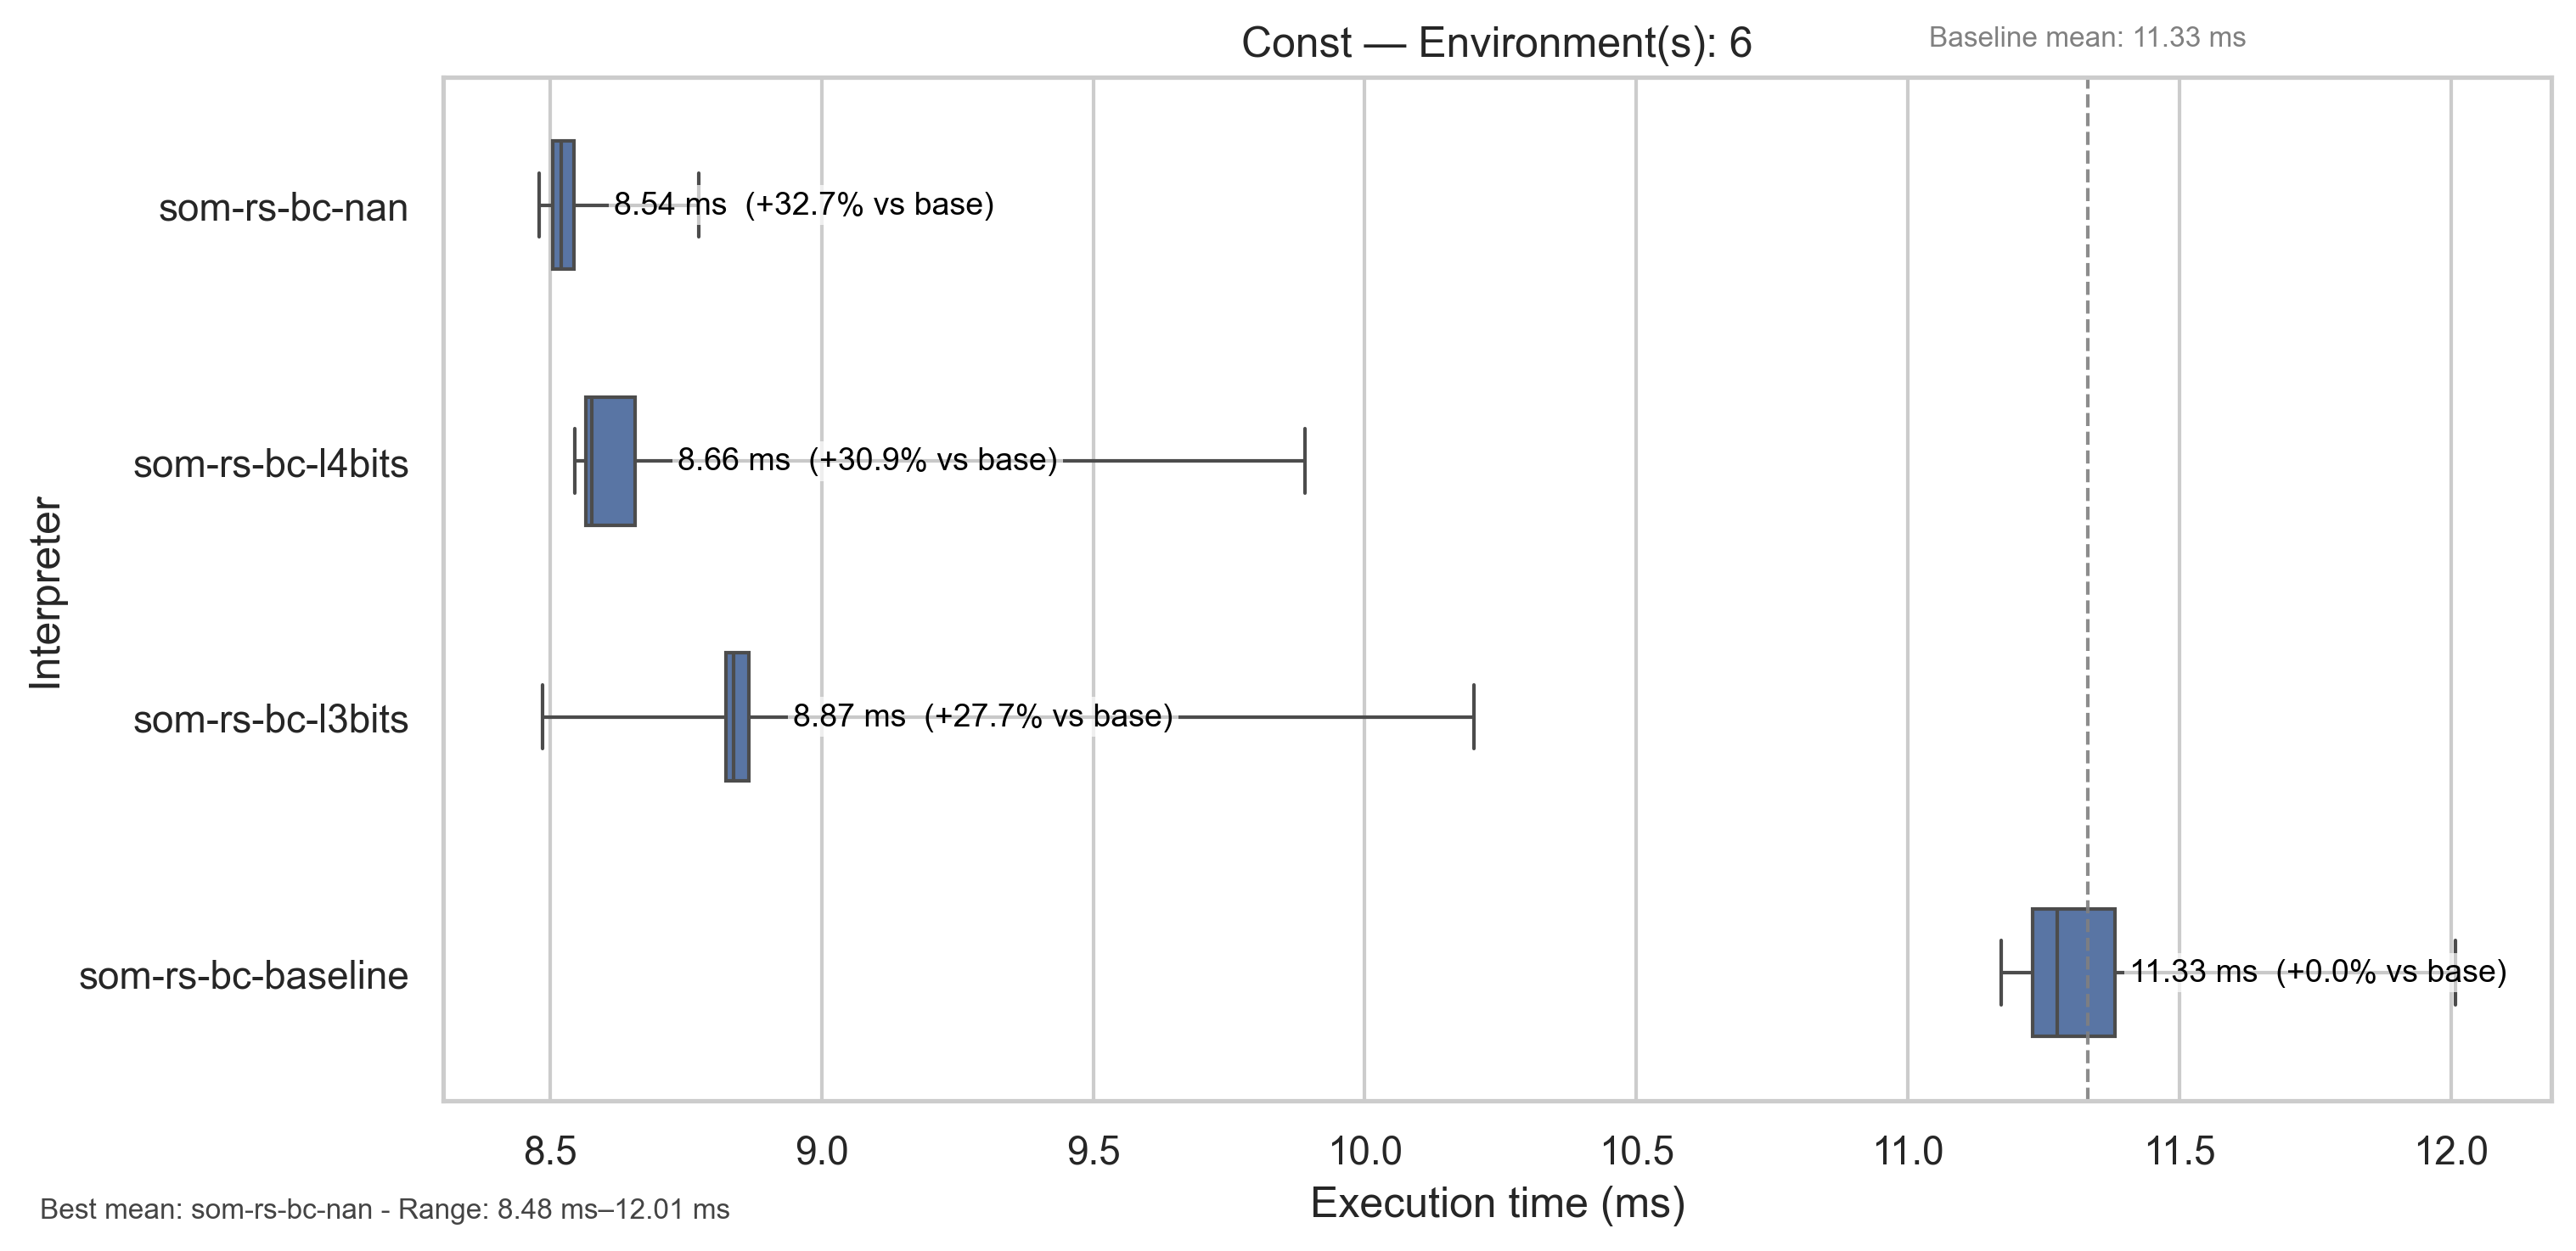 Const — Environment(s): 6
Baseline mean: 11.33 ms
Interpreter
som-rs-bc-nan
8.54 ms (+32.7% vs base)
som-rs-bc-l4bits
8.66 ms (+30.9% vs base)
som-rs-bc-l3bits
8.87 ms (+27.7% vs base)
som-rs-bc-baseline
11.33 ms (+0.0% vs base)
8.5 9.0 9.5 10.0 10.5 11.0 11.5 12.0
Execution time (ms)
Best mean: som-rs-bc-nan - Range: 8.48 ms–12.01 ms